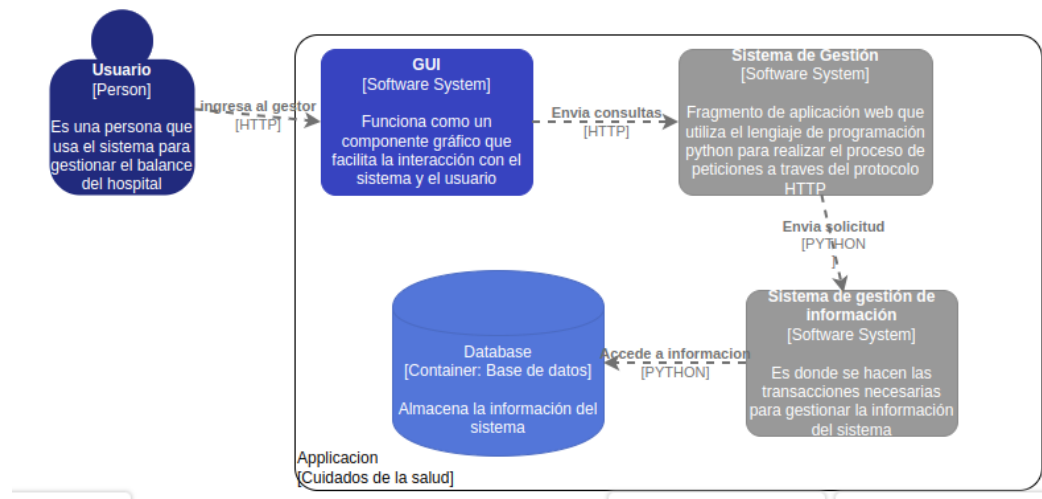 Usuario
[Person]
Es una persona que
usa el sistema para
gestionar el balance
del hospital
ingresa al gestor
[HTTP]
GUI
[Software System]
Funciona como un
componente gráfico que
facilita la interacción con el
sistema y el usuario
Envia consultas
[HTTP]
Sistema de Gestión
[Software System]
Fragmento de aplicación web que
utiliza el lengiaje de programación
python para realizar el proceso de
peticiones a traves del protocolo
HTTP
Envia solicitud
[PYTHON
]
Sistema de gestión de
información
[Software System]
Es donde se hacen las
transacciones necesarias
para gestionar la información
del sistema
Accede a informacion
[PYTHON]
Database
[Container: Base de datos]
Almacena la información del
sistema
Applicacion
[Cuidados de la salud]